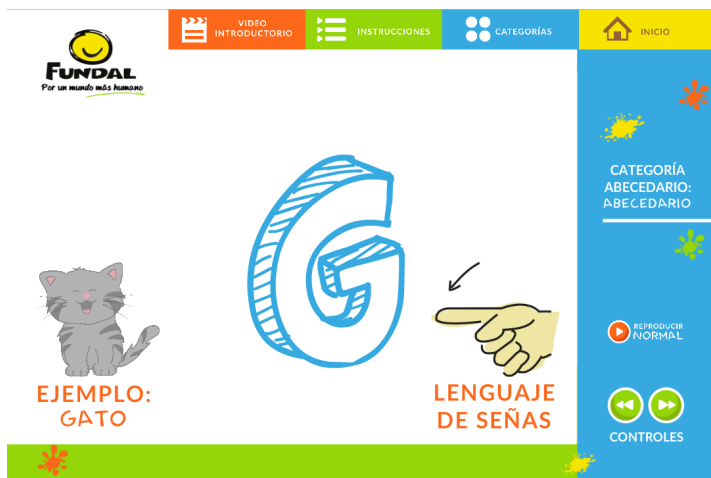 FUNDAL
Por un mundo más humano
VIDEO
INTRODUCTORIO
INSTRUCCIONES
CATEGORÍAS
INICIO
G
EJEMPLO:
GATO
LENGUAJE
DE SEÑAS
CATEGORÍA
ABECEDARIO:
ABECEDARIO
REPRODUCIR
NORMAL
CONTROLES